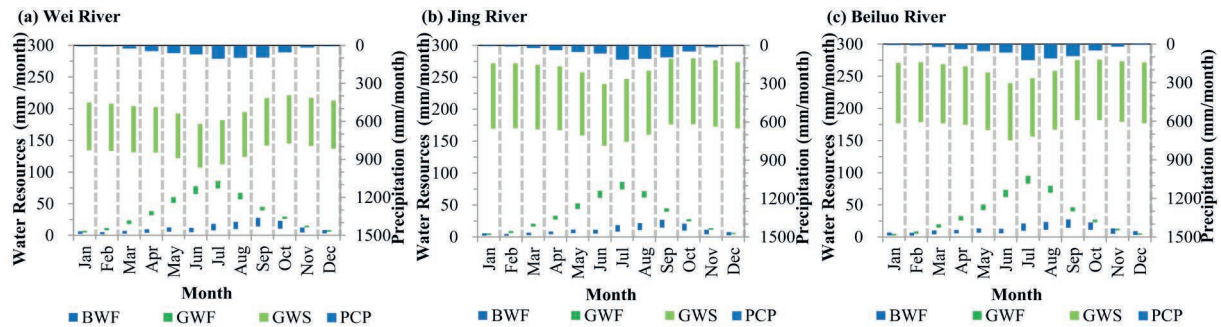 (a) Wei River
(b) Jing River
(c) Beiluo River
Water Resources (mm/month)
300
250
200
150
100
50
0
0
300
600
900
1200
1500
Precipitation (mm/month)
Jan Feb Mar Apr May Jun Jul Aug Sep Oct Nov Dec
Month
BWF GWF GWS PCP
Water Resources (mm/month)
300
250
200
150
100
50
0
0
300
600
900
1200
1500
Precipitation (mm/month)
Jan Feb Mar Apr May Jun Jul Aug Sep Oct Nov Dec
Month
BWF GWF GWS PCP
Water Resources (mm/month)
300
250
200
150
100
50
0
0
300
600
900
1200
1500
Precipitation (mm/month)
Jan Feb Mar Apr May Jun Jul Aug Sep Oct Nov Dec
Month
BWF GWF GWS PCP